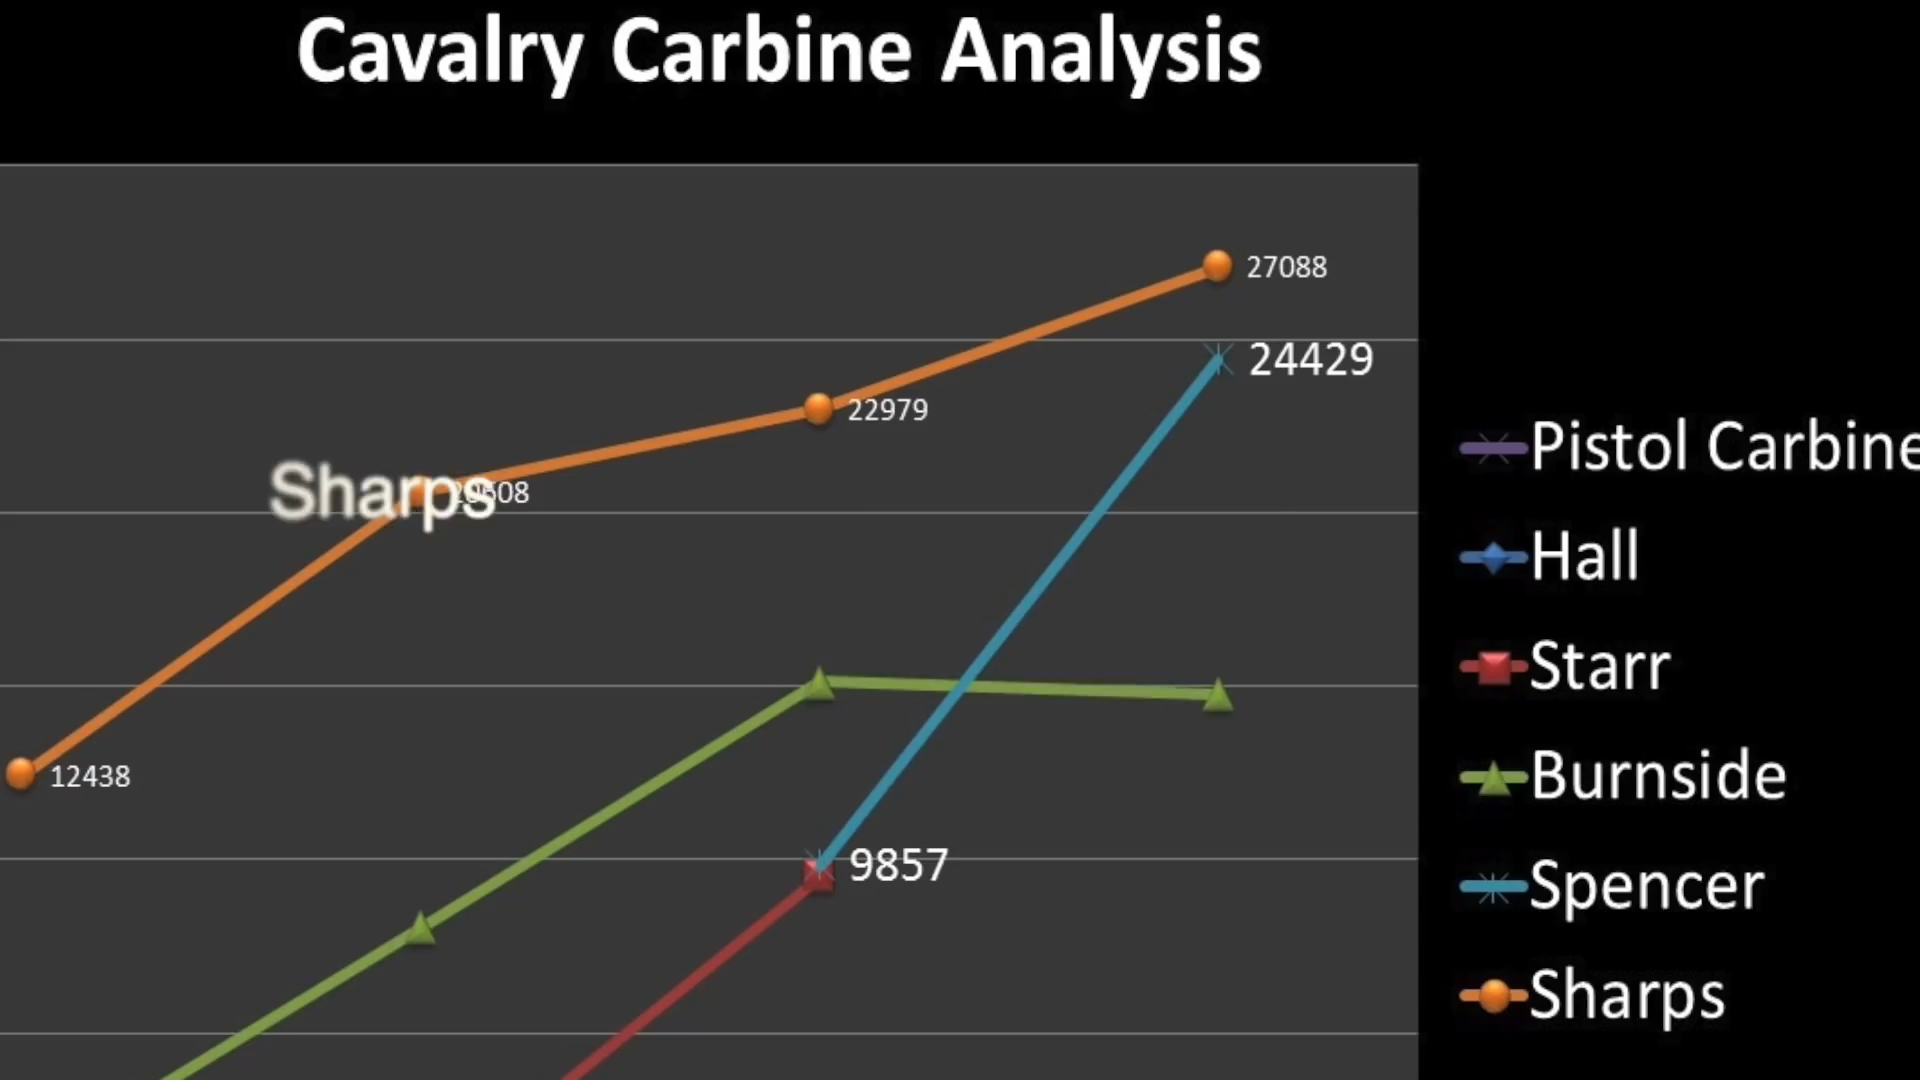 Cavalry Carbine Analysis
27088
24429
22979
Sharps
12438
9857
Pistol Carbine
Hall
Starr
Burnside
Spencer
Sharps